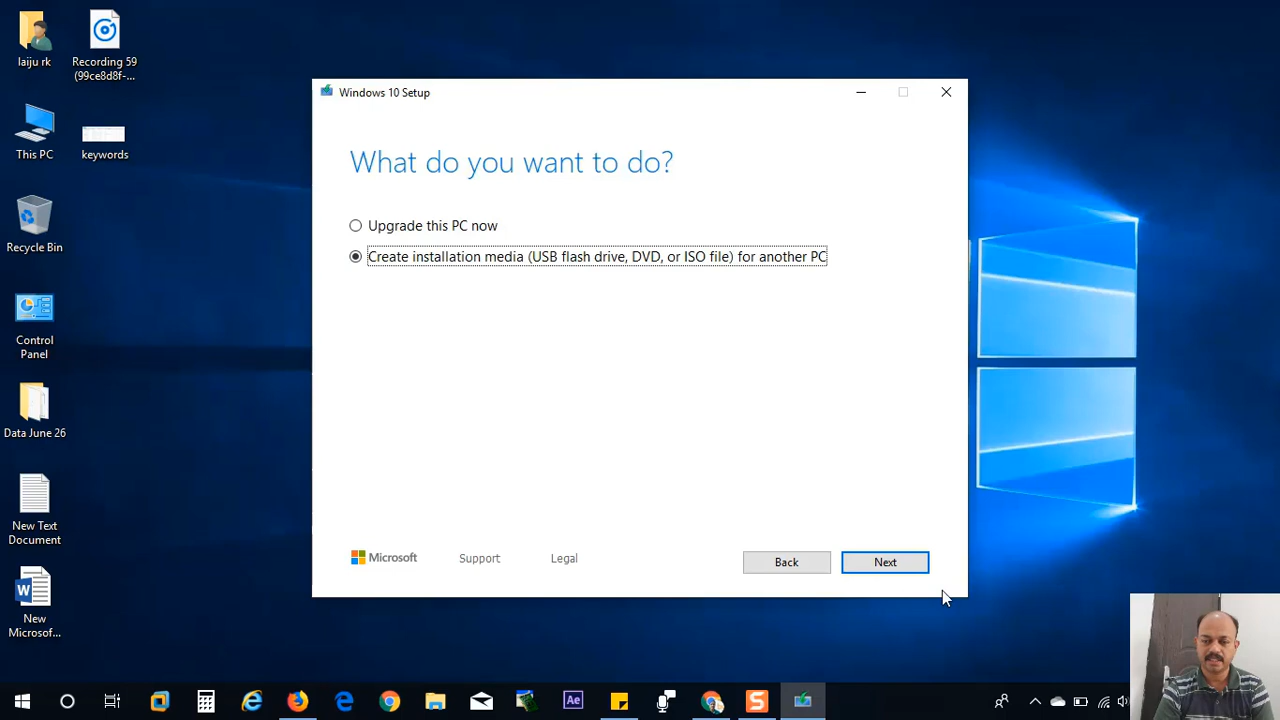 laiju rk
Recording 59
(99ce8d8f-...
This PC
keywords
Recycle Bin
Control
Panel
Data June 26
New Text
Document
New
Microsof...
Windows 10 Setup
What do you want to do?
Upgrade this PC now
Create installation media (USB flash drive, DVD, or ISO file) for another PC
Microsoft
Support
Legal
Back
Next
Ae
S